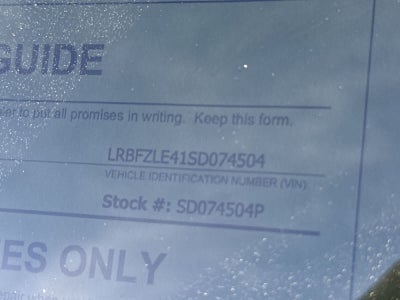 GUIDE
to put all promises in writing. Keep this form.
LRBFZLE41SD074504
VEHICLE IDENTIFICATION NUMBER (VIN)
Stock #: SD074504P
ES ONLY